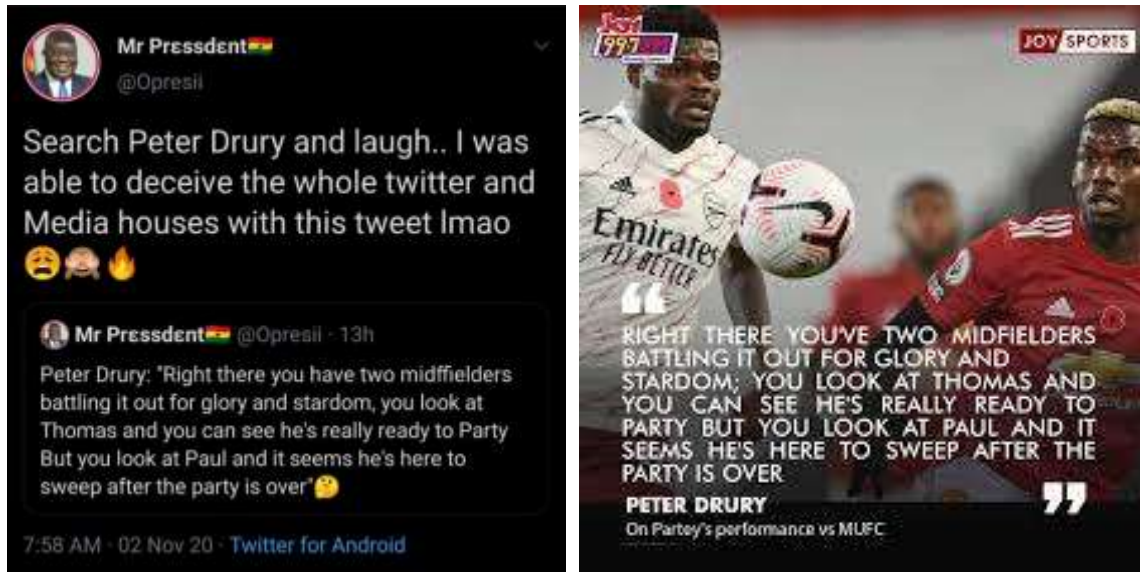 Mr Prɛssdɛnt🇬🇭
@Opresii
Search Peter Drury and laugh.. I was
able to deceive the whole twitter and
Media houses with this tweet lmao
😩🙈🔥
Mr Prɛssdɛnt🇬🇭 @Opresii · 13h
Peter Drury: "Right there you have two midffielders
battling it out for glory and stardom, you look at
Thomas and you can see he's really ready to Party
But you look at Paul and it seems he's here to
sweep after the party is over"🤔
7:58 AM · 02 Nov 20 · Twitter for Android
Joy
99.7 FM
JOY SPORTS
Emirates
FLY BETTER
“
RIGHT THERE YOU'VE TWO MIDFIELDERS
BATTLING IT OUT FOR GLORY AND
STARDOM; YOU LOOK AT THOMAS AND
YOU CAN SEE HE'S REALLY READY TO
PARTY BUT YOU LOOK AT PAUL AND IT
SEEMS HE'S HERE TO SWEEP AFTER THE
PARTY IS OVER
”
PETER DRURY
On Partey's performance vs MUFC